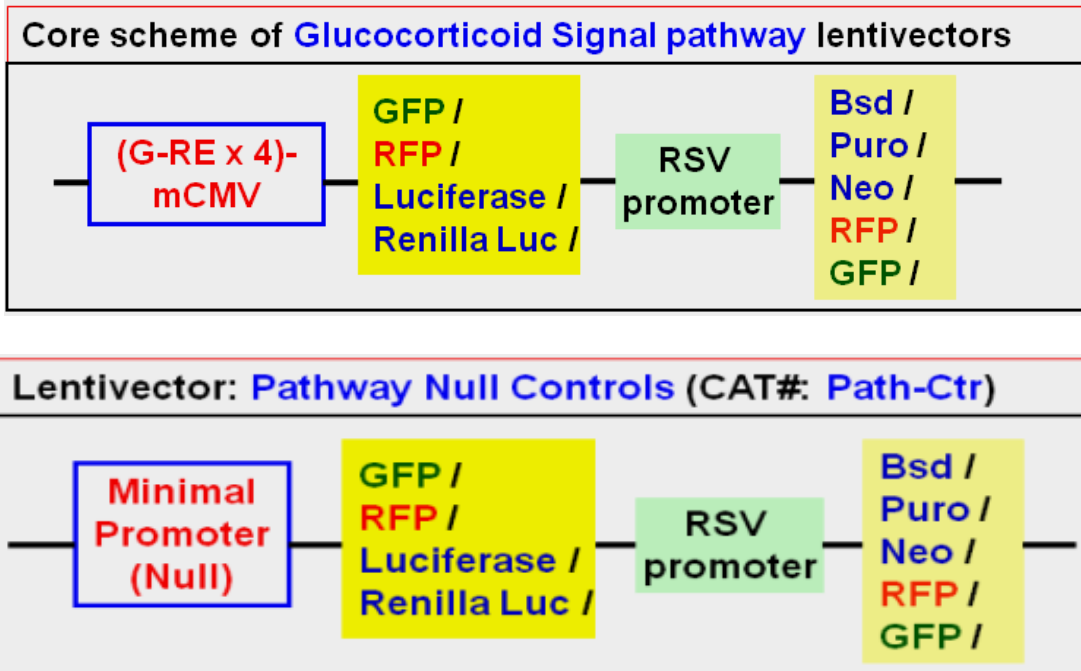 Core scheme of Glucocorticoid Signal pathway lentivectors
(G-RE x 4)-
mCMV
GFP /
RFP /
Luciferase /
Renilla Luc /
RSV
promoter
Bsd /
Puro /
Neo /
RFP /
GFP /
Lentivector: Pathway Null Controls (CAT#: Path-Ctr)
Minimal
Promoter
(Null)
GFP /
RFP /
Luciferase /
Renilla Luc /
RSV
promoter
Bsd /
Puro /
Neo /
RFP /
GFP /